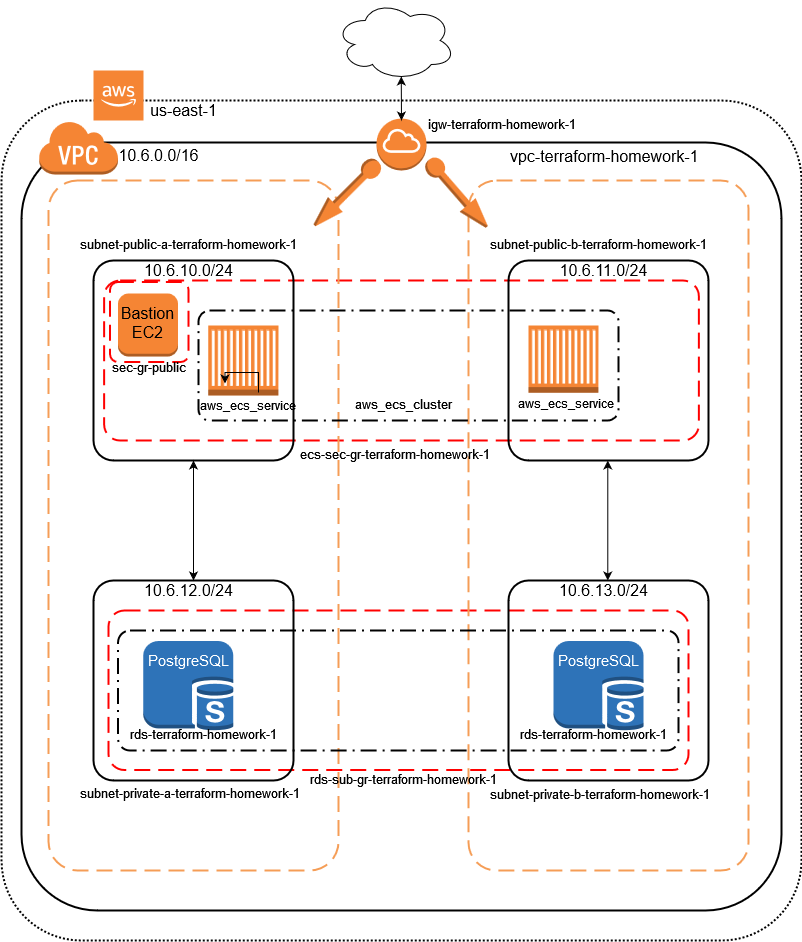 aws
us-east-1
igw-terraform-homework-1
VPC
10.6.0.0/16
vpc-terraform-homework-1
subnet-public-a-terraform-homework-1
subnet-public-b-terraform-homework-1
10.6.10.0/24
10.6.11.0/24
Bastion
EC2
sec-gr-public
aws_ecs_service
aws_ecs_cluster
aws_ecs_service
ecs-sec-gr-terraform-homework-1
10.6.12.0/24
10.6.13.0/24
PostgreSQL
S
rds-terraform-homework-1
PostgreSQL
S
rds-terraform-homework-1
rds-sub-gr-terraform-homework-1
subnet-private-a-terraform-homework-1
subnet-private-b-terraform-homework-1